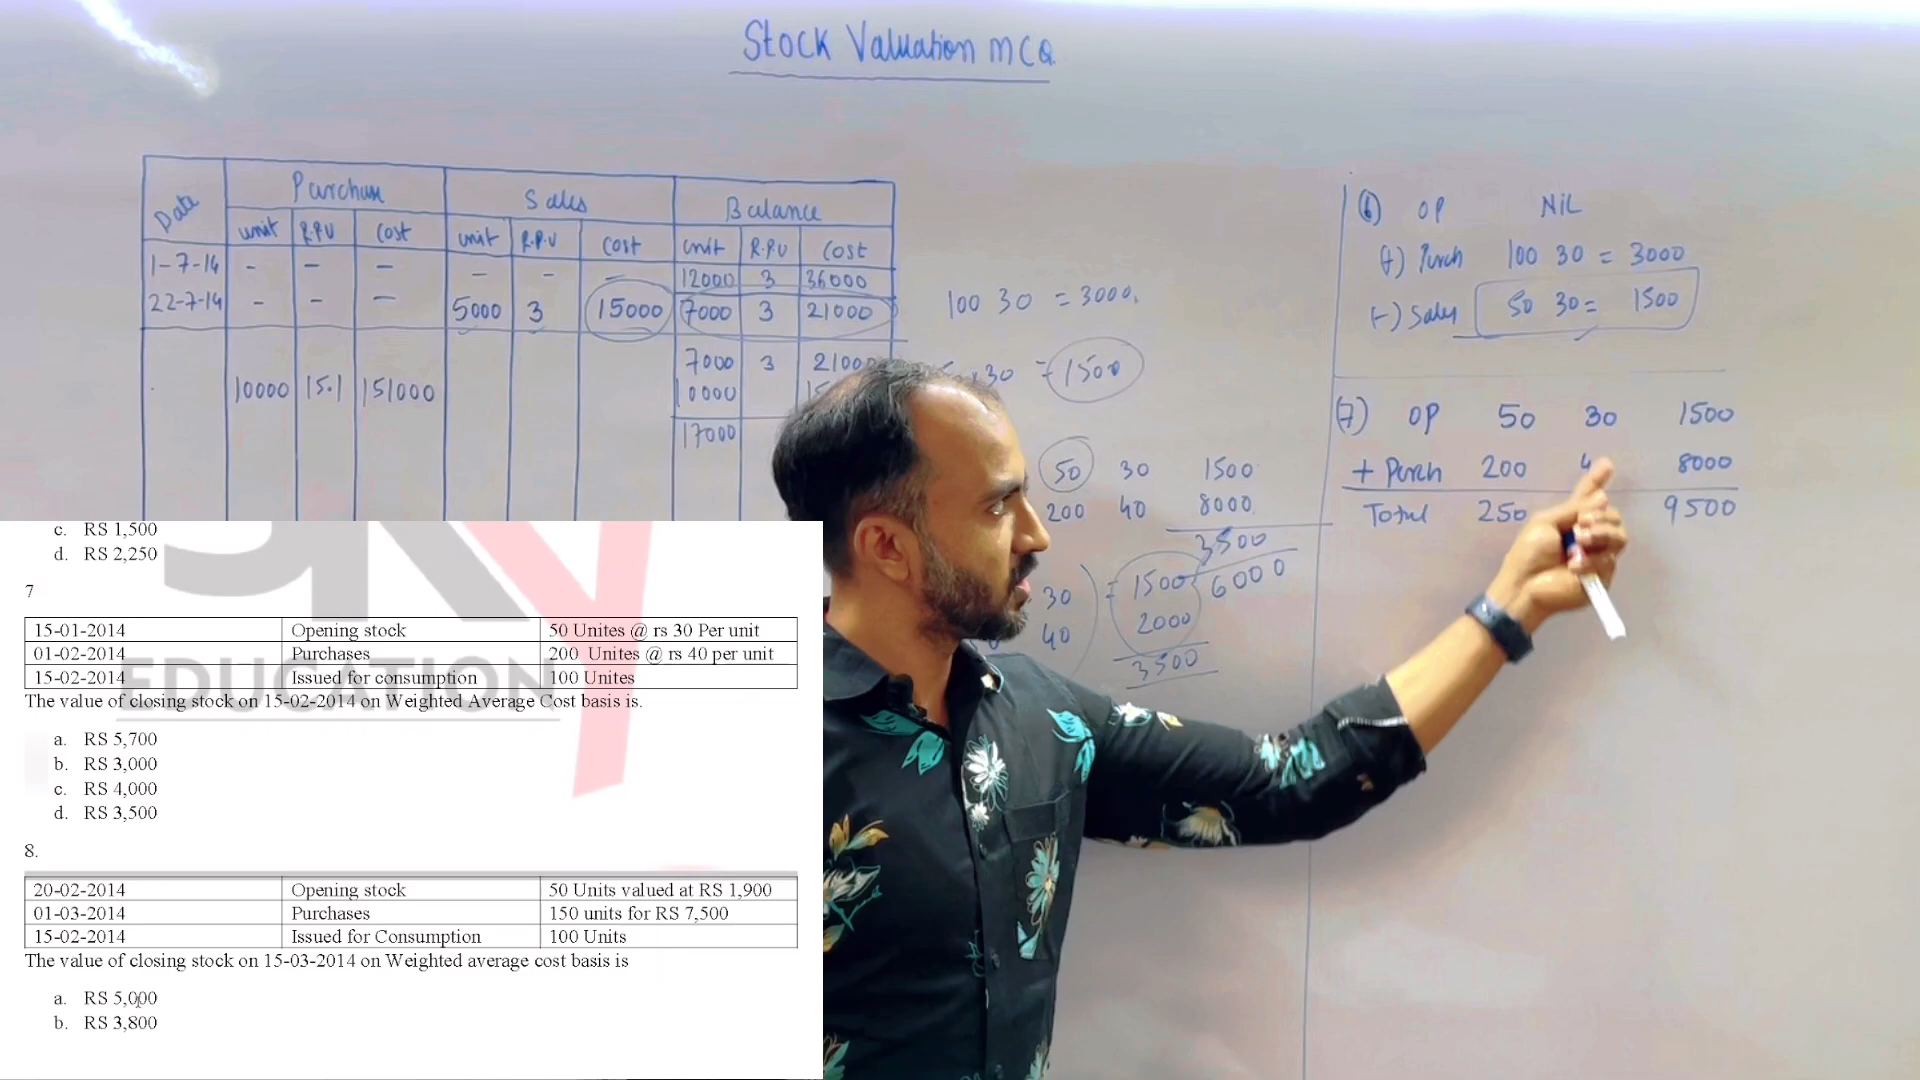 Stock Valuation MCQ
Date Purchase Sales Balance
unit R.P.U cost unit R.P.U cost unit R.P.U cost
1-7-14 - - - - - - 12000 3 36000
22-7-14 - - - 5000 3 15000 7000 3 21000
7000 3 2100
10000 15.1 151000 10000
17000
100 30 = 3000.
30 = 1500
50 30 1500
200 40 8000
3500
6000
30 = 1500
40 2000
3500
(6) OP NiL
(+) Purch 100 30 = 3000
(-) Sales 50 30 = 1500
(7) OP 50 30 1500
+ Purch 200 4 8000
Total 250 9500
c. RS 1,500
d. RS 2,250
7
15-01-2014 Opening stock 50 Unites @ rs 30 Per unit
01-02-2014 Purchases 200 Unites @ rs 40 per unit
15-02-2014 Issued for consumption 100 Unites
The value of closing stock on 15-02-2014 on Weighted Average Cost basis is.
a. RS 5,700
b. RS 3,000
c. RS 4,000
d. RS 3,500
8.
20-02-2014 Opening stock 50 Units valued at RS 1,900
01-03-2014 Purchases 150 units for RS 7,500
15-02-2014 Issued for Consumption 100 Units
The value of closing stock on 15-03-2014 on Weighted average cost basis is
a. RS 5,000
b. RS 3,800
SKY
EDUCATION